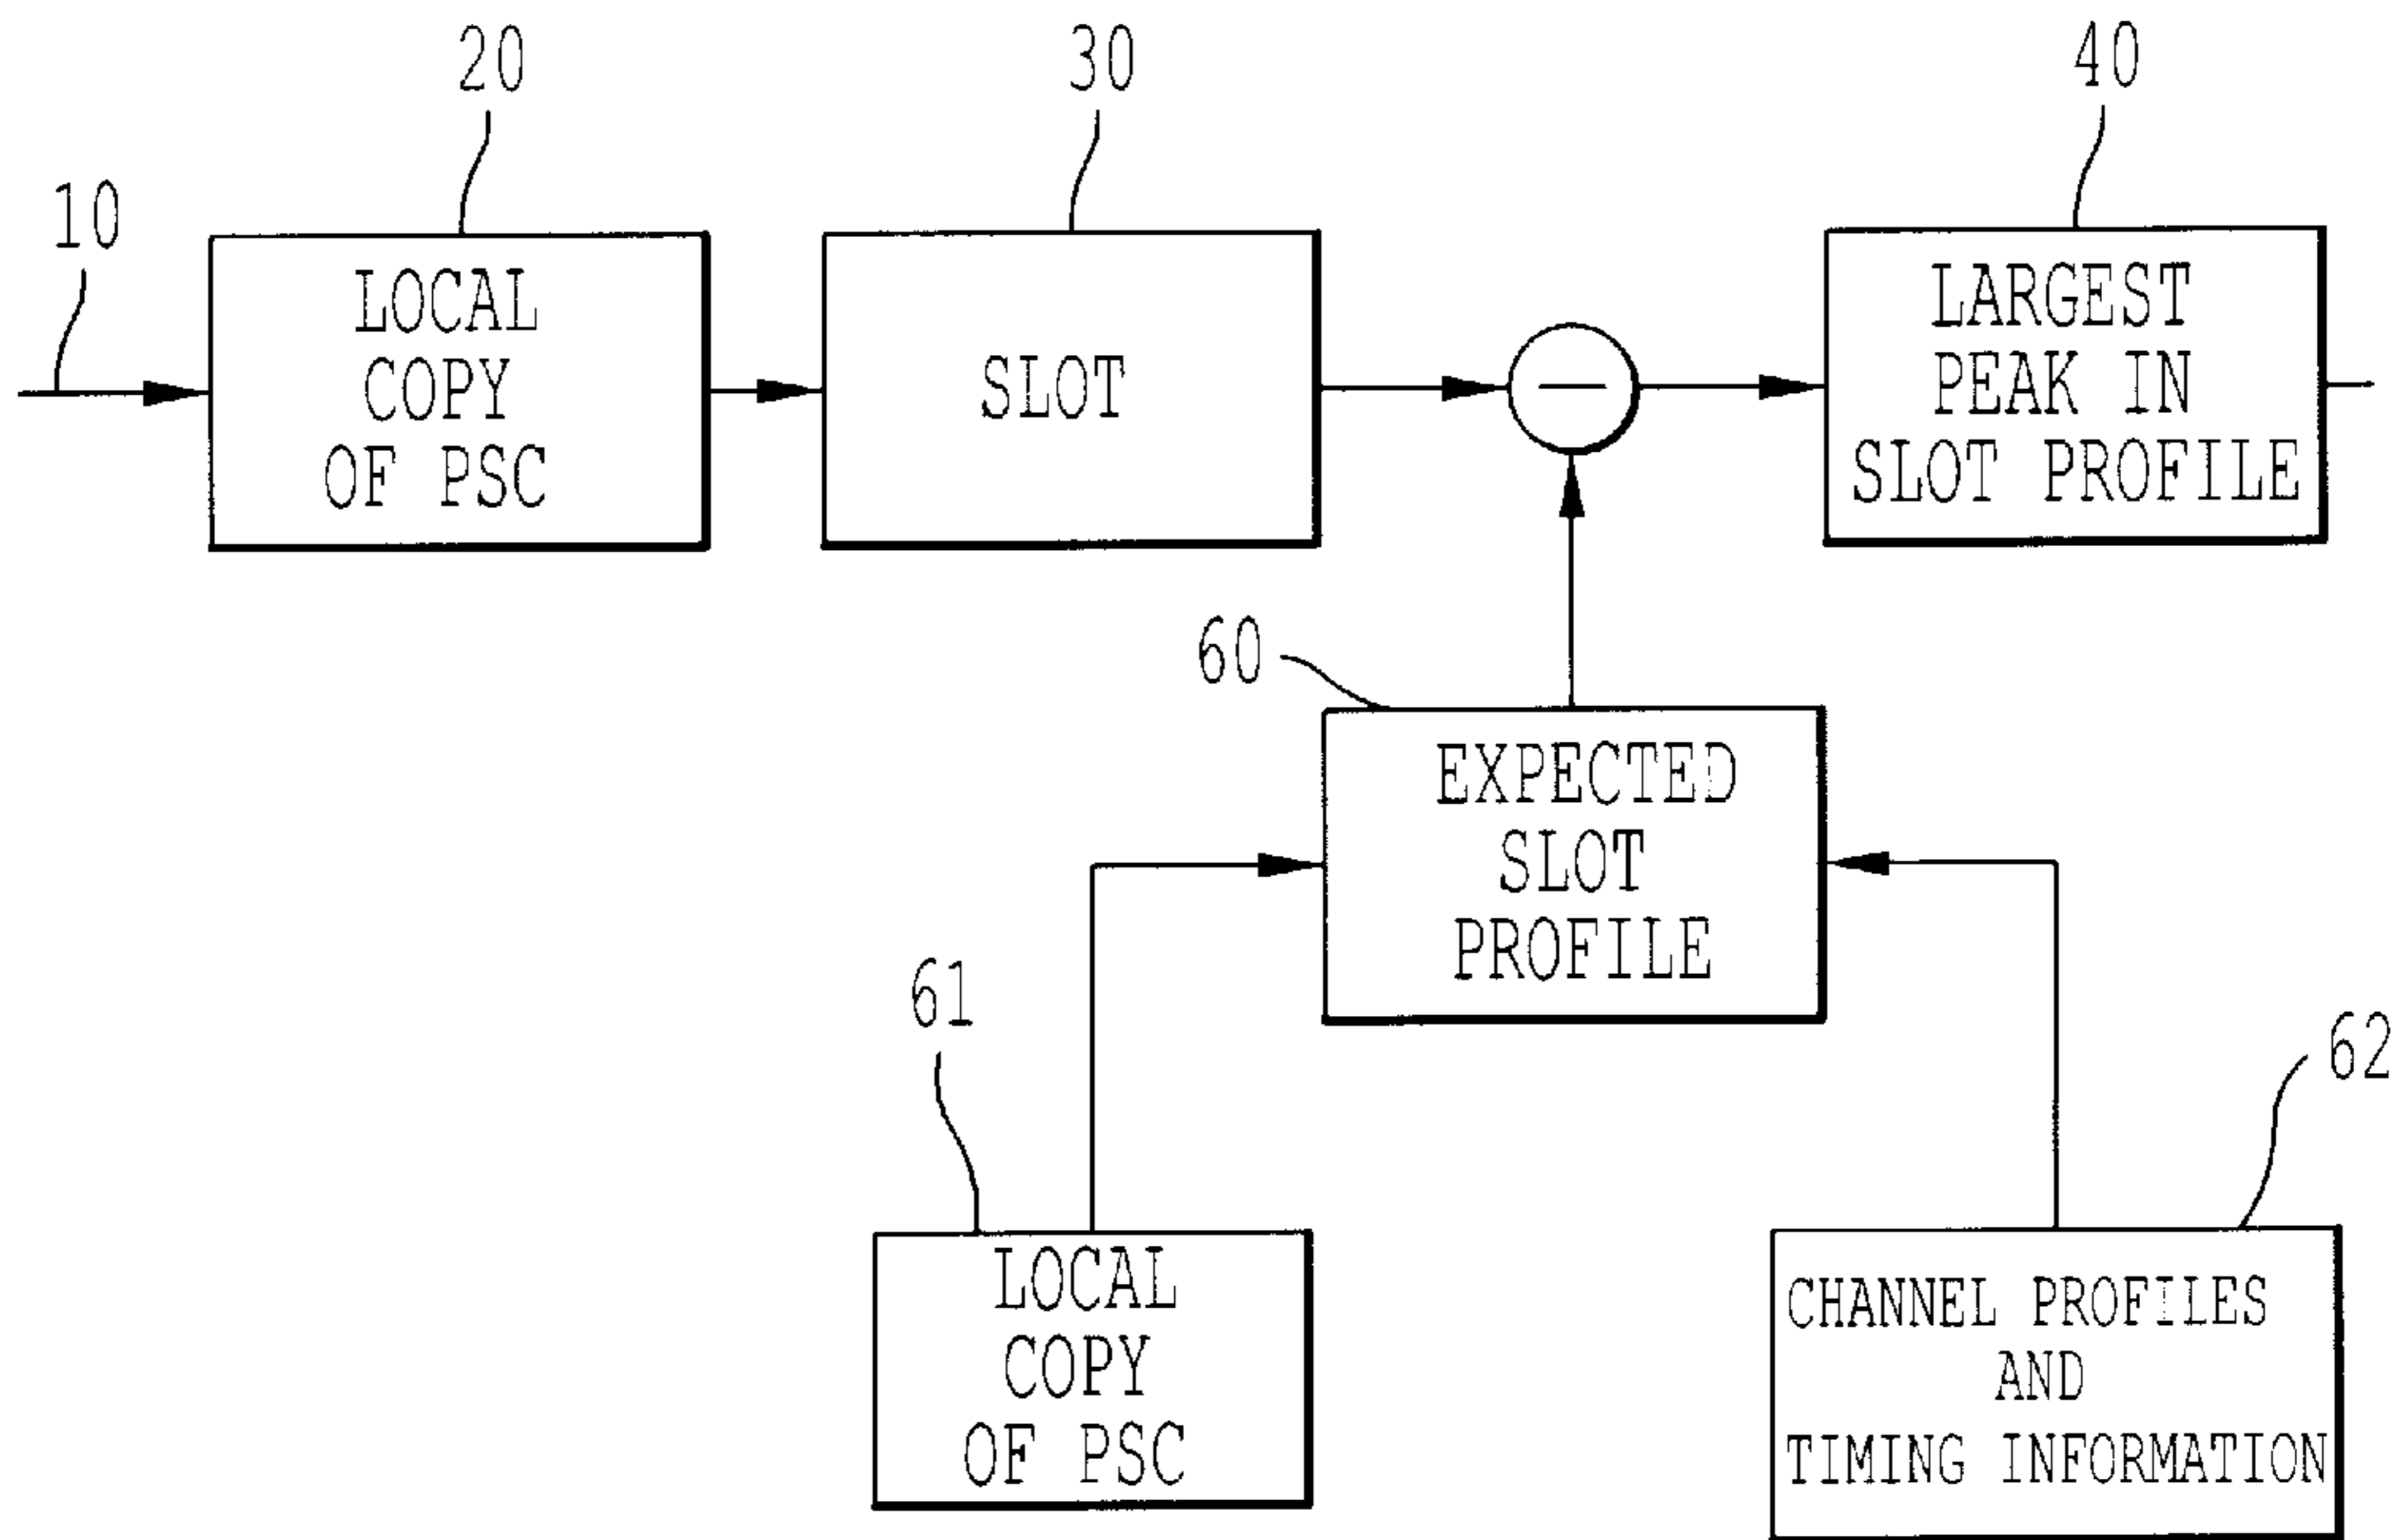 20
30
40
10
LOCAL
COPY
OF PSC
SLOT
LARGEST
PEAK IN
SLOT PROFILE
60
EXPECTED
SLOT
PROFILE
61
62
LOCAL
COPY
OF PSC
CHANNEL PROFILES
AND
TIMING INFORMATION